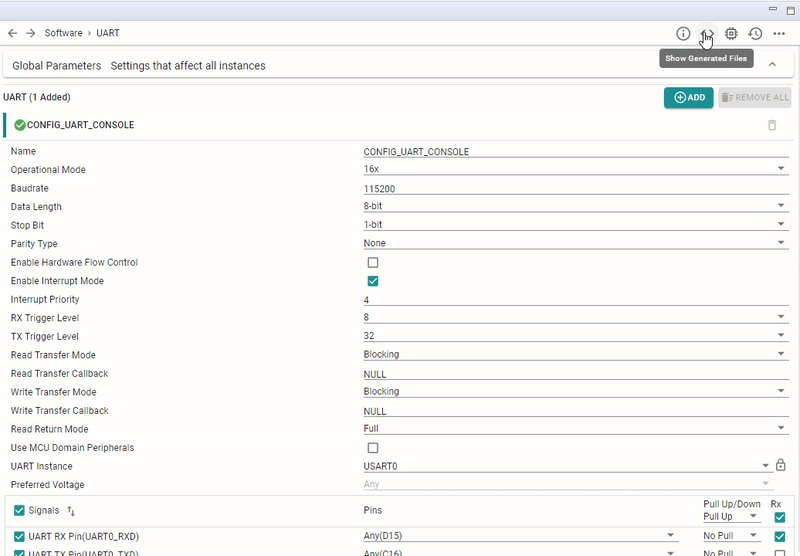 Software › UART
Show Generated Files
Global Parameters Settings that affect all instances
UART (1 Added)
ADD
REMOVE ALL
CONFIG_UART_CONSOLE
Name CONFIG_UART_CONSOLE
Operational Mode 16x
Baudrate 115200
Data Length 8-bit
Stop Bit 1-bit
Parity Type None
Enable Hardware Flow Control
Enable Interrupt Mode
Interrupt Priority 4
RX Trigger Level 8
TX Trigger Level 32
Read Transfer Mode Blocking
Read Transfer Callback NULL
Write Transfer Mode Blocking
Write Transfer Callback NULL
Read Return Mode Full
Use MCU Domain Peripherals
UART Instance USART0
Preferred Voltage Any
Signals Pins Pull Up/Down Rx
Pull Up
UART RX Pin(UART0_RXD) Any(D15) No Pull
UART TX Pin(UART0_TXD) Any(C16) No Pull